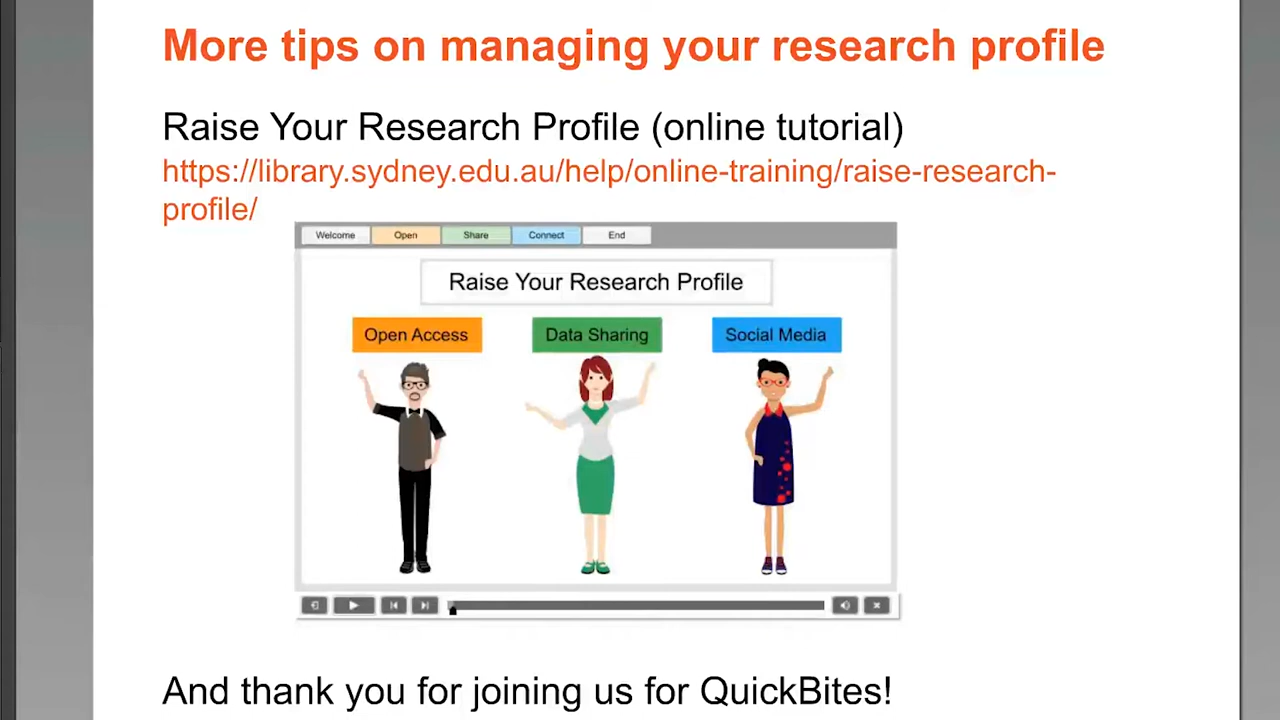 More tips on managing your research profile
Raise Your Research Profile (online tutorial)
https://library.sydney.edu.au/help/online-training/raise-research-
profile/
Welcome Open Share Connect End
Raise Your Research Profile
Open Access Data Sharing Social Media
And thank you for joining us for QuickBites!